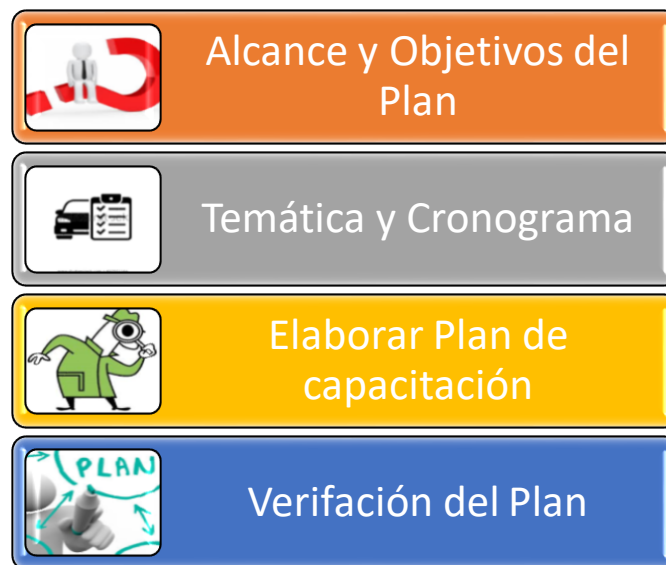 Alcance y Objetivos del
Plan
Temática y Cronograma
Elaborar Plan de
capacitación
PLAN
Verifación del Plan